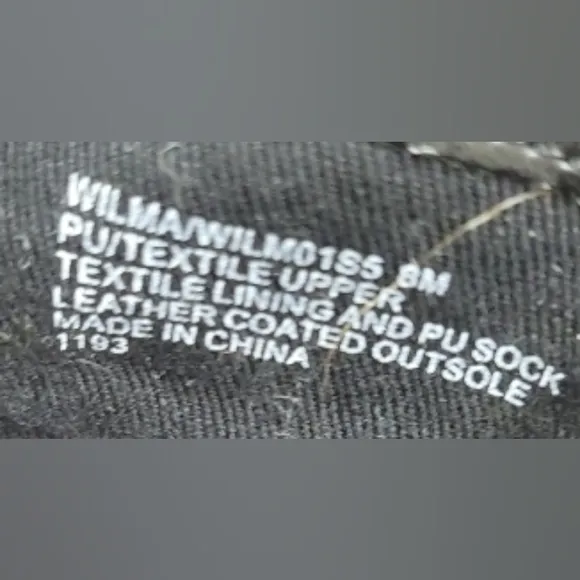 WILMA/WILM01S5 8M
PU/TEXTILE UPPER
TEXTILE LINING AND PU SOCK
LEATHER COATED OUTSOLE
MADE IN CHINA
1193